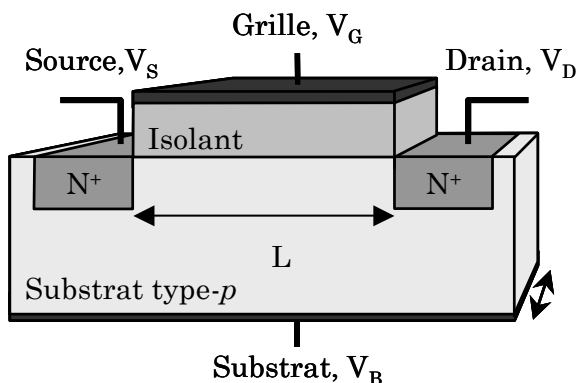 Grille, V_G
Source,V_S
Drain, V_D
Isolant
N⁺
N⁺
L
Substrat type-p
Substrat, V_B